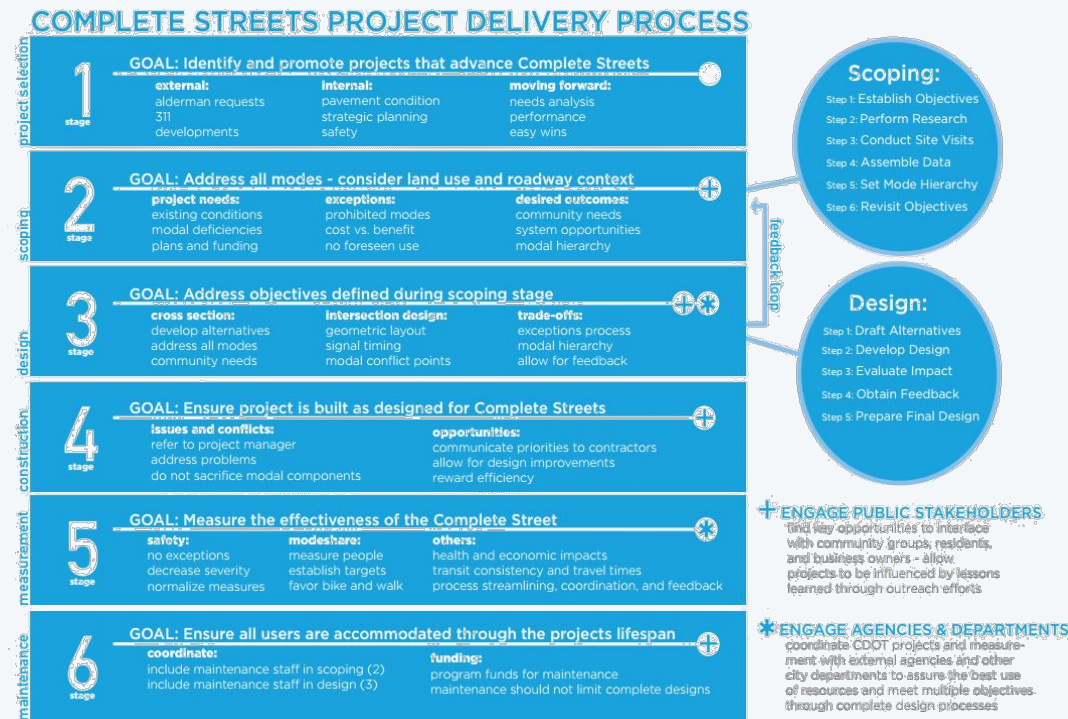 COMPLETE STREETS PROJECT DELIVERY PROCESS
project selection
1
stage
GOAL: Identify and promote projects that advance Complete Streets
external:
alderman requests
311
developments
internal:
pavement condition
strategic planning
safety
moving forward:
needs analysis
performance
easy wins
scoping
2
stage
GOAL: Address all modes - consider land use and roadway context
project needs:
existing conditions
modal deficiencies
plans and funding
exceptions:
prohibited modes
cost vs. benefit
no foreseen use
desired outcomes:
community needs
system opportunities
modal hierarchy
design
3
stage
GOAL: Address objectives defined during scoping stage
cross section:
develop alternatives
address all modes
community needs
intersection design:
geometric layout
signal timing
modal conflict points
trade-offs:
exceptions process
modal hierarchy
allow for feedback
feedback loop
construction
4
stage
GOAL: Ensure project is built as designed for Complete Streets
issues and conflicts:
refer to project manager
address problems
do not sacrifice modal components
opportunities:
communicate priorities to contractors
allow for design improvements
reward efficiency
measurement
5
stage
GOAL: Measure the effectiveness of the Complete Street
safety:
no exceptions
decrease severity
normalize measures
modeshare:
measure people
establish targets
favor bike and walk
others:
health and economic impacts
transit consistency and travel times
process streamlining, coordination, and feedback
maintenance
6
stage
GOAL: Ensure all users are accommodated through the projects lifespan
coordinate:
include maintenance staff in scoping (2)
include maintenance staff in design (3)
funding:
program funds for maintenance
maintenance should not limit complete designs
Scoping:
Step 1: Establish Objectives
Step 2: Perform Research
Step 3: Conduct Site Visits
Step 4: Assemble Data
Step 5: Set Mode Hierarchy
Step 6: Revisit Objectives
Design:
Step 1: Draft Alternatives
Step 2: Develop Design
Step 3: Evaluate Impact
Step 4: Obtain Feedback
Step 5: Prepare Final Design
+ ENGAGE PUBLIC STAKEHOLDERS
find key opportunities to interface
with community groups, residents,
and business owners - allow
projects to be influenced by lessons
learned through outreach efforts
* ENGAGE AGENCIES & DEPARTMENTS
coordinate CDOT projects and measure-
ment with external agencies and other
city departments to assure the best use
of resources and meet multiple objectives
through complete design processes